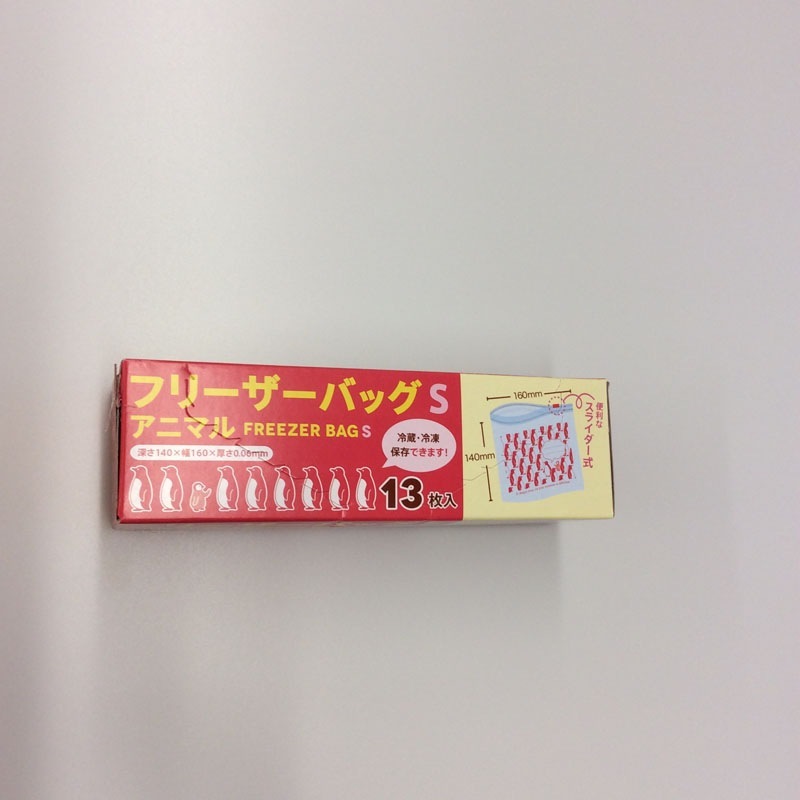 フリーザーバッグ S
アニマル FREEZER BAG S
深さ140×幅160×厚さ0.06mm
冷蔵・冷凍
保存できます!
13枚入
160mm
140mm
便利な
スライダー式